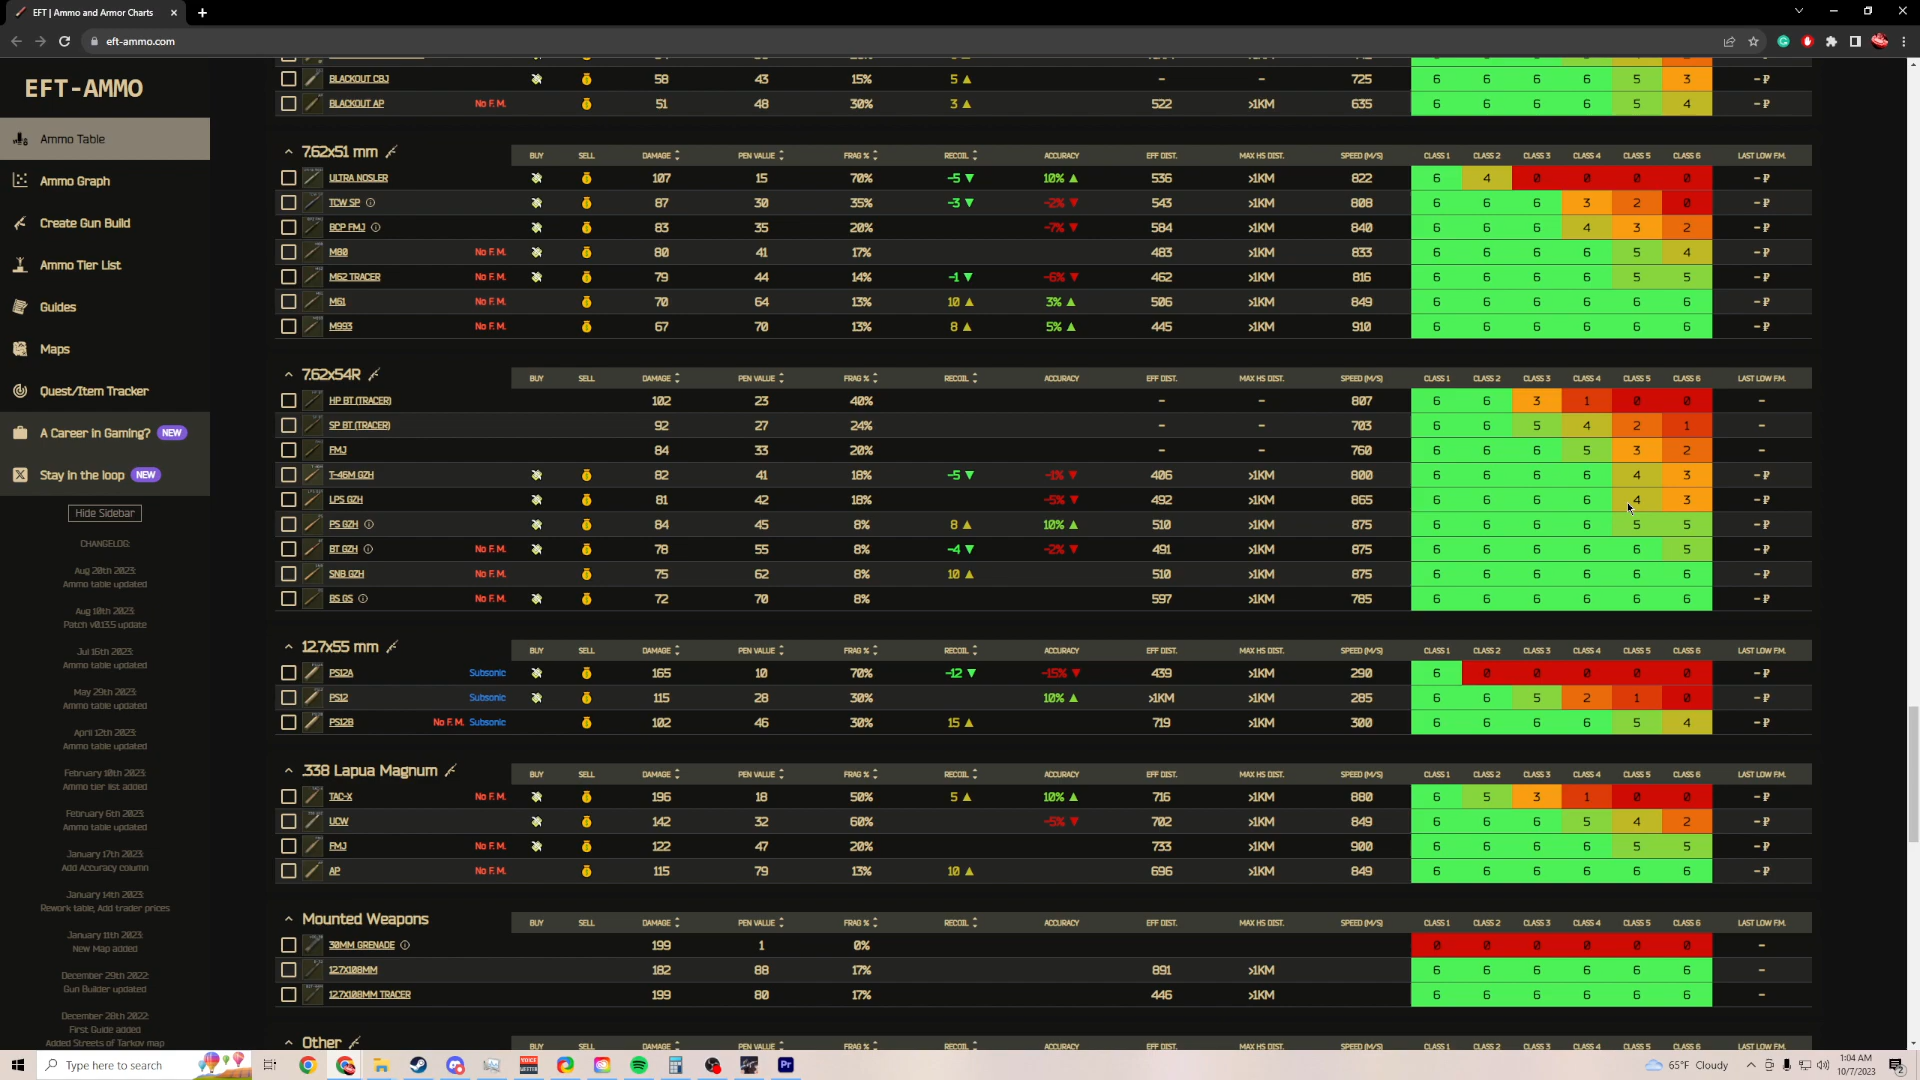 EFT | Ammo and Armor Charts
eft-ammo.com
EFT-AMMO
Ammo Table
Ammo Graph
Create Gun Build
Ammo Tier List
Guides
Maps
Quest/Item Tracker
A Career in Gaming? NEW
Stay in the loop NEW
Hide Sidebar
CHANGELOG:
Aug 20th 2023:
Ammo table updated
Aug 10th 2023:
Patch v0.13.5 update
Jul 16th 2023:
Ammo table updated
May 29th 2023:
Ammo table updated
April 12th 2023:
Ammo table updated
February 10th 2023:
Ammo tier list added
February 6th 2023:
Ammo table updated
January 17th 2023:
Add Accuracy column
January 14th 2023:
Rework table, Add trader prices
January 11th 2023:
New Map added
December 29th 2022:
Gun Builder updated
December 28th 2022:
First Guide added
Added Streets of Tarkov map
BLACKOUT CBJ 58 43 15% 5 - - 725 6 6 6 6 5 3 - ₽
BLACKOUT AP No F. M. 51 48 30% 3 522 >1KM 635 6 6 6 6 5 4 - ₽
7.62x51 mm BUY SELL DAMAGE PEN VALUE FRAG % RECOIL ACCURACY EFF DIST. MAX HS DIST. SPEED (M/S) CLASS 1 CLASS 2 CLASS 3 CLASS 4 CLASS 5 CLASS 6 LAST LOW F.M.
ULTRA NOSLER 107 15 70% -5 10% 536 >1KM 822 6 4 0 0 0 0 - ₽
TCW SP 87 30 35% -3 -2% 543 >1KM 808 6 6 6 3 2 0 - ₽
BCP FMJ 83 35 20% -7% 584 >1KM 840 6 6 6 4 3 2 - ₽
M80 No F. M. 80 41 17% 483 >1KM 833 6 6 6 6 5 4 - ₽
M62 TRACER No F. M. 79 44 14% -1 -6% 462 >1KM 816 6 6 6 6 5 5 - ₽
M61 No F. M. 70 64 13% 10 3% 506 >1KM 849 6 6 6 6 6 6 - ₽
M993 No F. M. 67 70 13% 8 5% 445 >1KM 910 6 6 6 6 6 6 - ₽
7.62x54R BUY SELL DAMAGE PEN VALUE FRAG % RECOIL ACCURACY EFF DIST. MAX HS DIST. SPEED (M/S) CLASS 1 CLASS 2 CLASS 3 CLASS 4 CLASS 5 CLASS 6 LAST LOW F.M.
HP BT (TRACER) 102 23 40% - - 807 6 6 3 1 0 0 -
SP BT (TRACER) 92 27 24% - - 703 6 6 5 4 2 1 -
FMJ 84 33 20% - - 760 6 6 6 5 3 2 -
T-46M GZH 82 41 18% -5 -1% 406 >1KM 800 6 6 6 6 4 3 - ₽
LPS GZH 81 42 18% -5% 492 >1KM 865 6 6 6 6 4 3 - ₽
PS GZH 84 45 8% 8 10% 510 >1KM 875 6 6 6 6 5 5 - ₽
BT GZH No F. M. 78 55 8% -4 -2% 491 >1KM 875 6 6 6 6 6 5 - ₽
SNB GZH No F. M. 75 62 8% 10 510 >1KM 875 6 6 6 6 6 6 - ₽
BS GS No F. M. 72 70 8% 597 >1KM 785 6 6 6 6 6 6 - ₽
12.7x55 mm BUY SELL DAMAGE PEN VALUE FRAG % RECOIL ACCURACY EFF DIST. MAX HS DIST. SPEED (M/S) CLASS 1 CLASS 2 CLASS 3 CLASS 4 CLASS 5 CLASS 6 LAST LOW F.M.
PS12A Subsonic 165 10 70% -12 -15% 439 >1KM 290 6 0 0 0 0 0 - ₽
PS12 Subsonic 115 28 30% 10% >1KM >1KM 285 6 6 5 2 1 0 - ₽
PS12B No F. M. Subsonic 102 46 30% 15 719 >1KM 300 6 6 6 6 5 4 - ₽
.338 Lapua Magnum BUY SELL DAMAGE PEN VALUE FRAG % RECOIL ACCURACY EFF DIST. MAX HS DIST. SPEED (M/S) CLASS 1 CLASS 2 CLASS 3 CLASS 4 CLASS 5 CLASS 6 LAST LOW F.M.
TAC-X No F. M. 196 18 50% 5 10% 716 >1KM 880 6 5 3 1 0 0 - ₽
UCW 142 32 60% -5% 702 >1KM 849 6 6 6 5 4 2 - ₽
FMJ No F. M. 122 47 20% 733 >1KM 900 6 6 6 6 5 5 - ₽
AP No F. M. 115 79 13% 10 696 >1KM 849 6 6 6 6 6 6 - ₽
Mounted Weapons BUY SELL DAMAGE PEN VALUE FRAG % RECOIL ACCURACY EFF DIST. MAX HS DIST. SPEED (M/S) CLASS 1 CLASS 2 CLASS 3 CLASS 4 CLASS 5 CLASS 6 LAST LOW F.M.
30MM GRENADE 199 1 0% 0 0 0 0 0 0 -
12.7X108MM 182 88 17% 891 >1KM 6 6 6 6 6 6 -
12.7X108MM TRACER 199 80 17% 446 >1KM 6 6 6 6 6 6 -
Other BUY SELL DAMAGE PEN VALUE FRAG % RECOIL ACCURACY EFF DIST. MAX HS DIST. SPEED (M/S) CLASS 1 CLASS 2 CLASS 3 CLASS 4 CLASS 5 CLASS 6 LAST LOW F.M.
Type here to search
65°F Cloudy
1:04 AM
10/7/2023